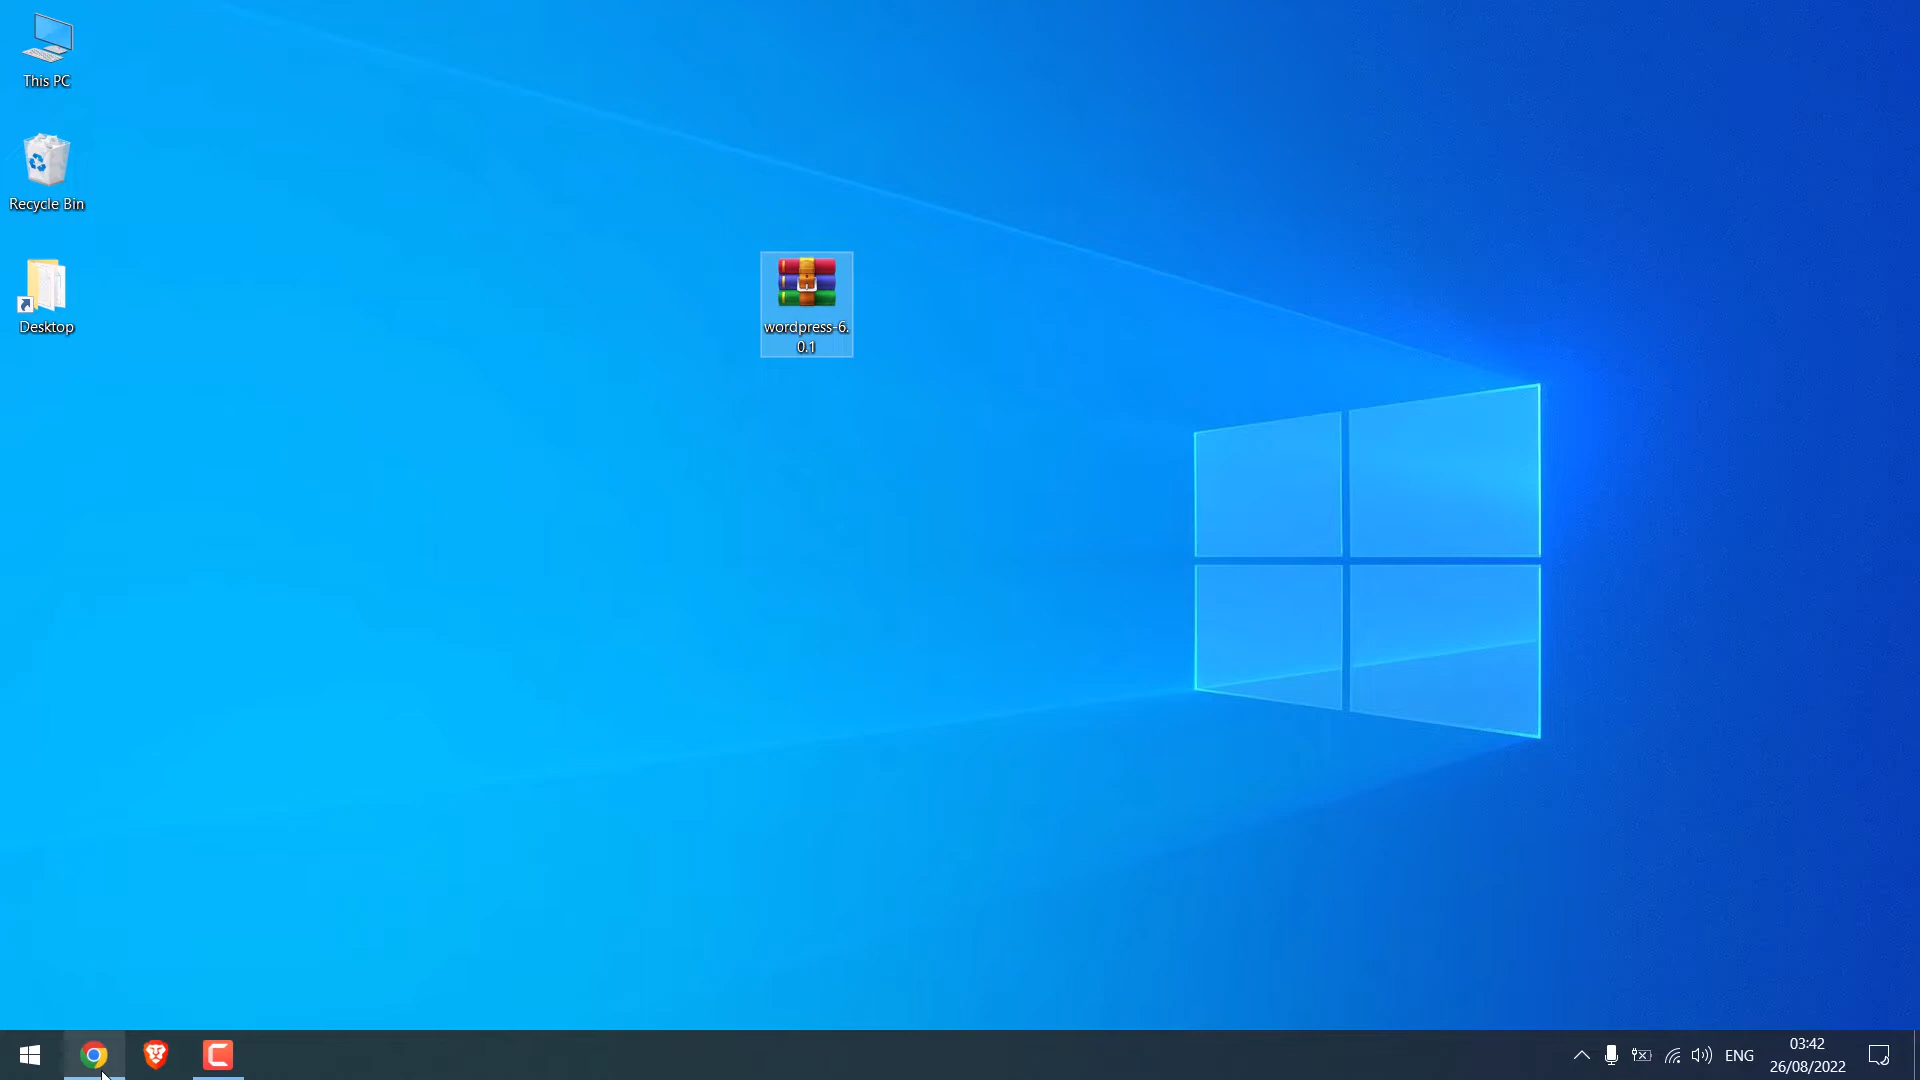 This PC
Recycle Bin
Desktop
wordpress-6.
0.1
ENG
03:42
26/08/2022